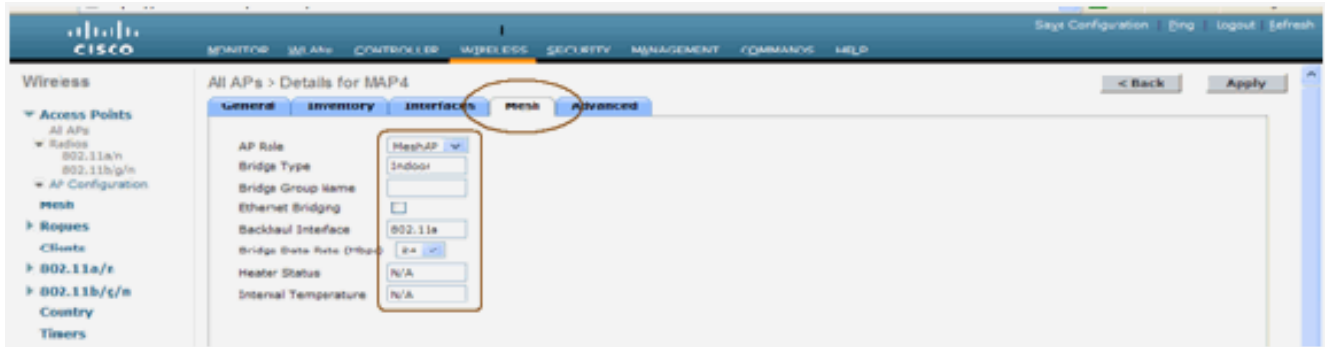 Save Configuration | Ping | Logout | Refresh
CISCO
MONITOR WLANs CONTROLLER WIRELESS SECURITY MANAGEMENT COMMANDS HELP
Wireless
Access Points
All APs
Radios
802.11a/n
802.11b/g/n
AP Configuration
Mesh
Rogues
Clients
802.11a/n
802.11b/g/n
Country
Timers
All APs > Details for MAP4
< Back
Apply
General Inventory Interfaces Mesh Advanced
AP Role MeshAP
Bridge Type Indoor
Bridge Group Name
Ethernet Bridging
Backhaul Interface 802.11a
Bridge Data Rate (Mbps) 24
Heater Status N/A
Internal Temperature N/A